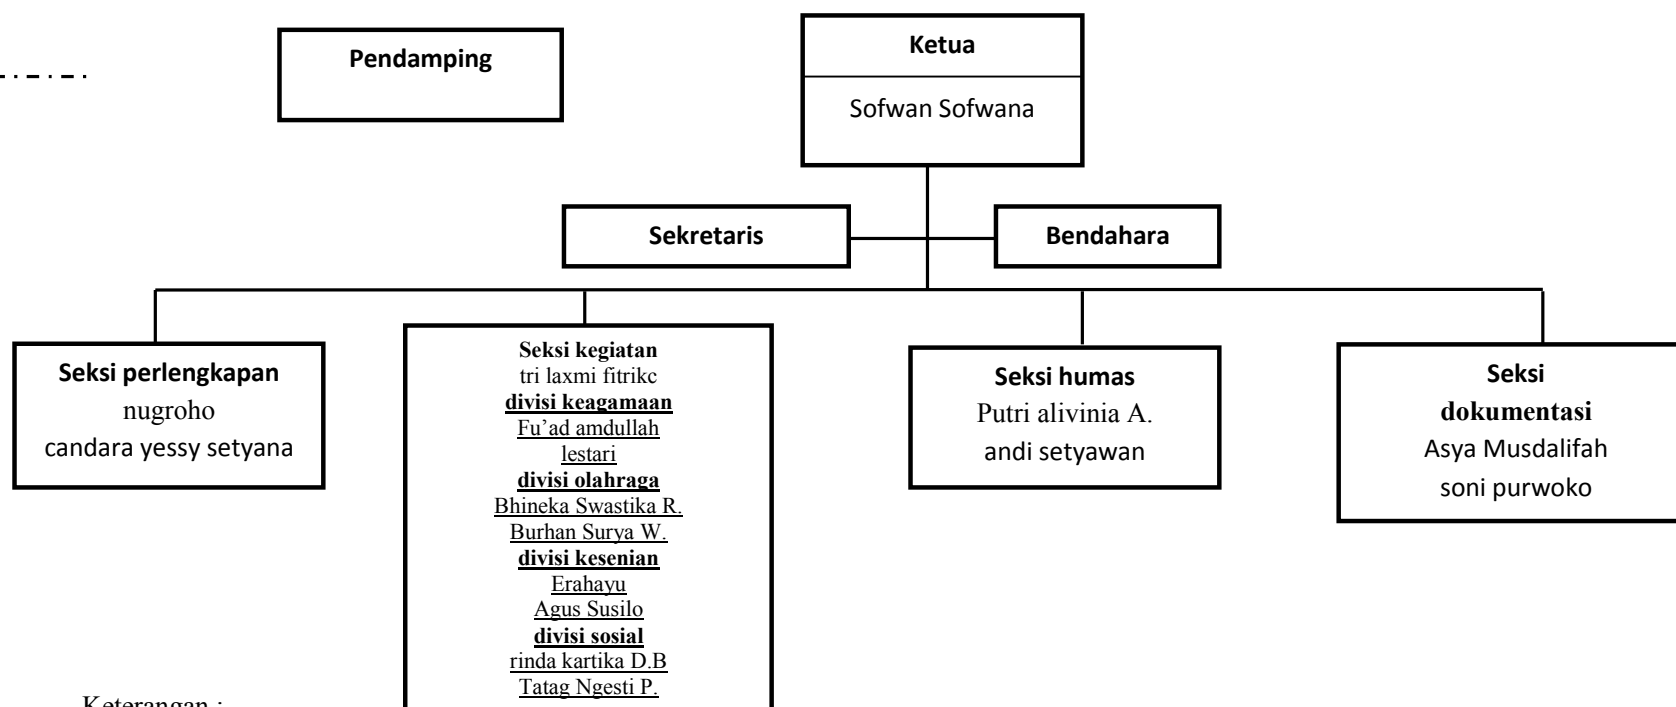 Pendamping
Ketua
Sofwan Sofwana
Sekretaris
Bendahara
Seksi perlengkapan
nugroho
candara yessy setyana
Seksi kegiatan
tri laxmi fitrikc
divisi keagamaan
Fu’ad amdullah
lestari
divisi olahraga
Bhineka Swastika R.
Burhan Surya W.
divisi kesenian
Erahayu
Agus Susilo
divisi sosial
rinda kartika D.B
Tatag Ngesti P.
Seksi humas
Putri alivinia A.
andi setyawan
Seksi
dokumentasi
Asya Musdalifah
soni purwoko
Keterangan :